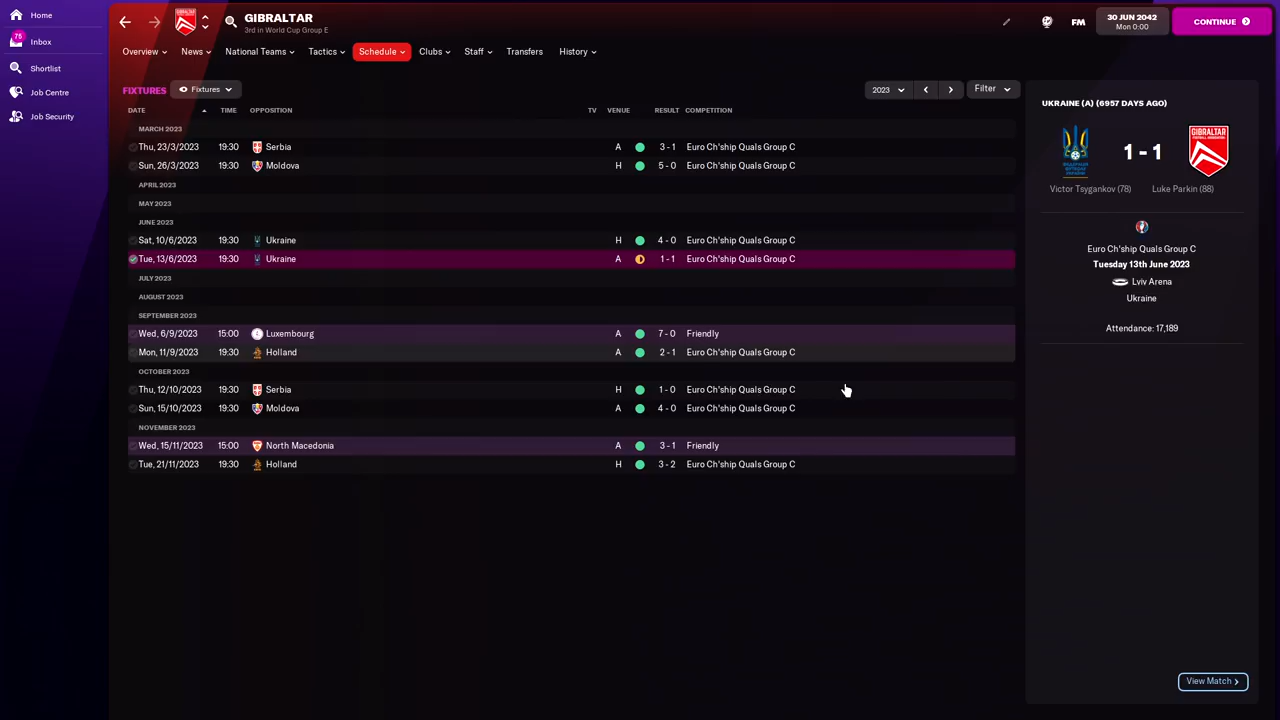 Home
75
Inbox
Shortlist
Job Centre
Job Security
GIBRALTAR
3rd in World Cup Group E
FM
30 JUN 2042
Mon 0:00
CONTINUE
Overview News National Teams Tactics Schedule Clubs Staff Transfers History
FIXTURES Fixtures 2023 Filter
DATE TIME OPPOSITION TV VENUE RESULT COMPETITION
MARCH 2023
Thu, 23/3/2023 19:30 Serbia A 3 - 1 Euro Ch'ship Quals Group C
Sun, 26/3/2023 19:30 Moldova H 5 - 0 Euro Ch'ship Quals Group C
APRIL 2023
MAY 2023
JUNE 2023
Sat, 10/6/2023 19:30 Ukraine H 4 - 0 Euro Ch'ship Quals Group C
Tue, 13/6/2023 19:30 Ukraine A 1 - 1 Euro Ch'ship Quals Group C
JULY 2023
AUGUST 2023
SEPTEMBER 2023
Wed, 6/9/2023 15:00 Luxembourg A 7 - 0 Friendly
Mon, 11/9/2023 19:30 Holland A 2 - 1 Euro Ch'ship Quals Group C
OCTOBER 2023
Thu, 12/10/2023 19:30 Serbia H 1 - 0 Euro Ch'ship Quals Group C
Sun, 15/10/2023 19:30 Moldova A 4 - 0 Euro Ch'ship Quals Group C
NOVEMBER 2023
Wed, 15/11/2023 15:00 North Macedonia A 3 - 1 Friendly
Tue, 21/11/2023 19:30 Holland H 3 - 2 Euro Ch'ship Quals Group C
UKRAINE (A) (6957 DAYS AGO)
GIBRALTAR
1 - 1
Victor Tsygankov (78) Luke Parkin (88)
Euro Ch'ship Quals Group C
Tuesday 13th June 2023
Lviv Arena
Ukraine
Attendance: 17,189
View Match